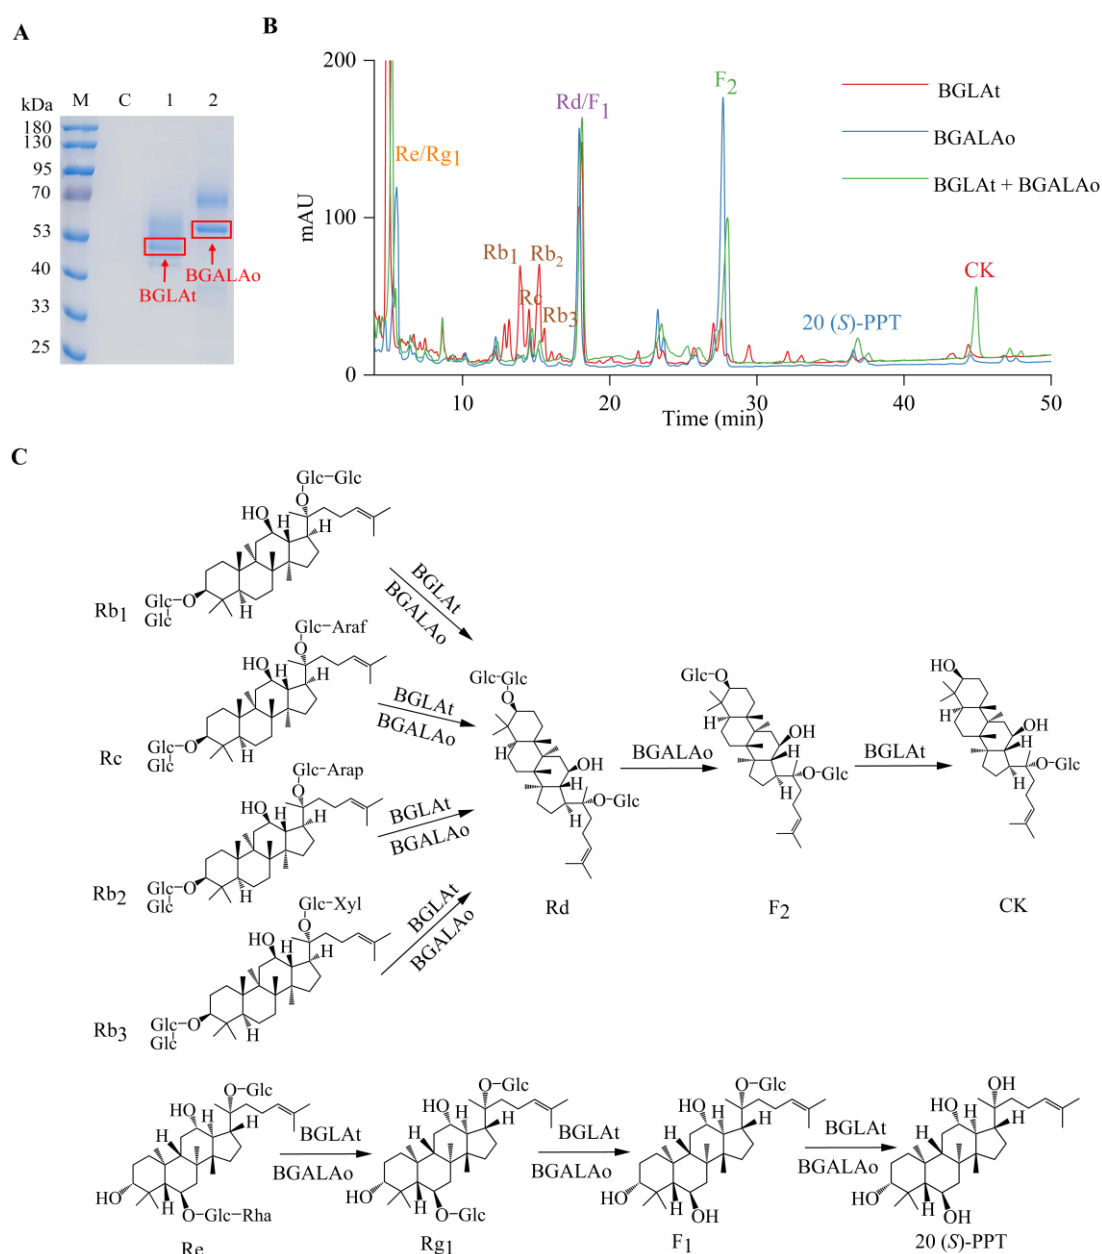 A
kDa M C 1 2
180
130
95
70
53
40
33
25
BGLAt
BGALAo
B
200
100
0
mAU
10 20 30 40 50
Time (min)
Re/Rg1
Rb1
Rc
Rb2
Rb3
Rd/F1
F2
20 (S)-PPT
CK
BGLAt
BGALAo
BGLAt + BGALAo
C
Glc-Glc
O
HO
H
H
H
Glc-O
Glc
Rb1
BGLAt
BGALAo
Glc-Araf
O
HO
H
H
H
Glc-O
Glc
Rc
BGLAt
BGALAo
Glc-Arap
O
HO
H
H
H
Glc-O
Glc
Rb2
BGLAt
BGALAo
Glc-Xyl
O
HO
H
H
H
Glc-O
Glc
Rb3
BGLAt
BGALAo
Glc-Glc
O
H
OH
H
H
O-Glc
Rd
BGALAo
Glc-O
H
OH
H
H
O-Glc
F2
BGLAt
HO
H
OH
H
H
O-Glc
CK
O-Glc
HO
H
H
H
H
HO
O-Glc-Rha
Re
BGLAt
BGALAo
O-Glc
HO
H
H
H
H
HO
O-Glc
Rg1
BGLAt
BGALAo
O-Glc
HO
H
H
H
H
HO
OH
F1
BGLAt
BGALAo
OH
HO
H
H
H
H
HO
HO
20 (S)-PPT